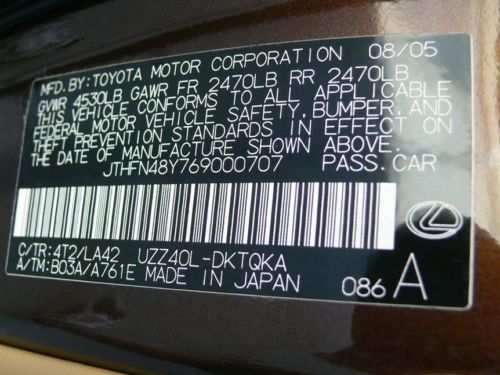 MFD. BY: TOYOTA MOTOR CORPORATION 08/05
GVWR 4530LB GAWR FR 2470LB RR 2470LB
THIS VEHICLE CONFORMS TO ALL APPLICABLE
FEDERAL MOTOR VEHICLE SAFETY, BUMPER, AND
THEFT PREVENTION STANDARDS IN EFFECT ON
THE DATE OF MANUFACTURE SHOWN ABOVE.
JTHFN48Y769000707 PASS. CAR
C/TR: 4T2/LA42 UZZ40L-DKTQKA
A/TM: B03A/A761E MADE IN JAPAN 086 A